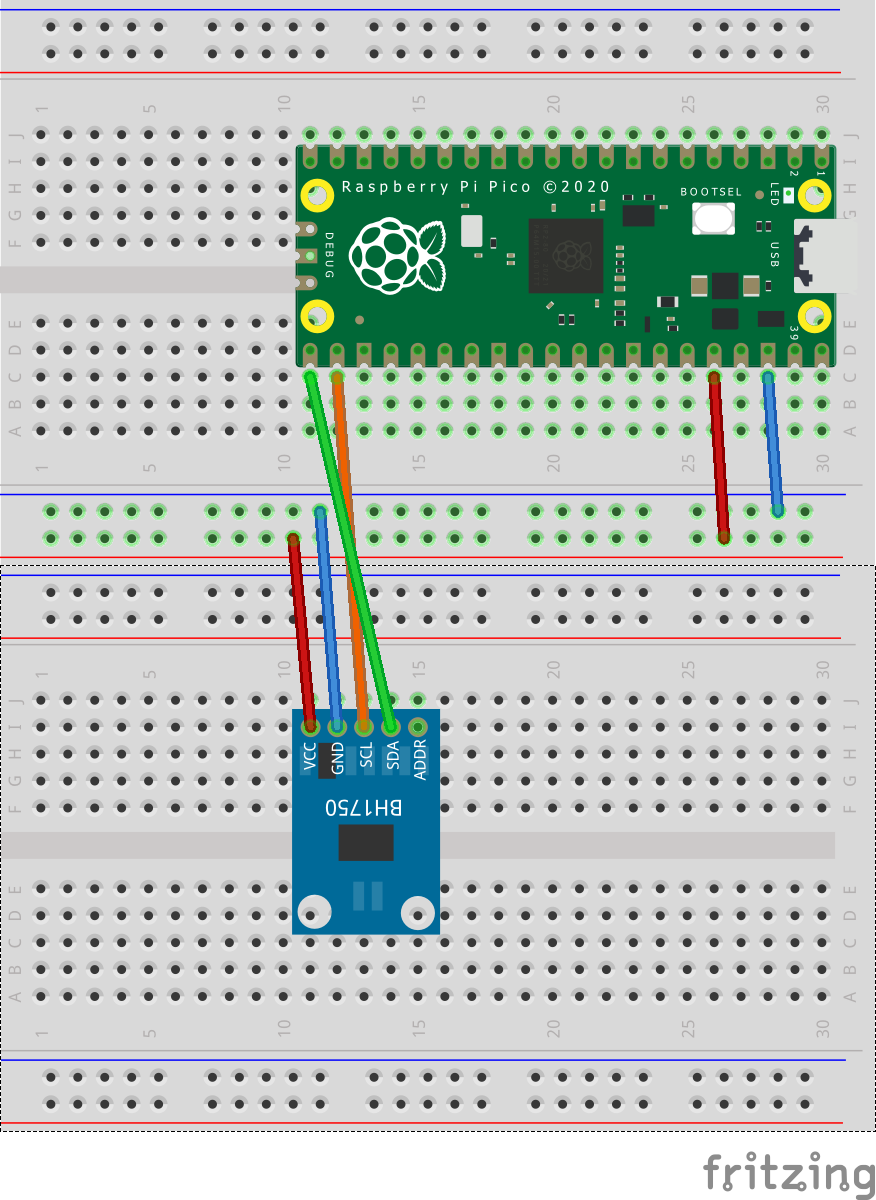 1 5 10 15 20 25 30
J J
I I
H H
G G
F F
2 1
Raspberry Pi Pico ©2020
BOOTSEL
LED
DEBUG
USB
39
E E
D D
C C
B B
A A
1 5 10 15 20 25 30
1 5 10 15 20 25 30
J J
I I
H H
G G
F F
VCC GND SCL SDA ADDR
BH1750
E E
D D
C C
B B
A A
1 5 10 15 20 25 30
fritzing